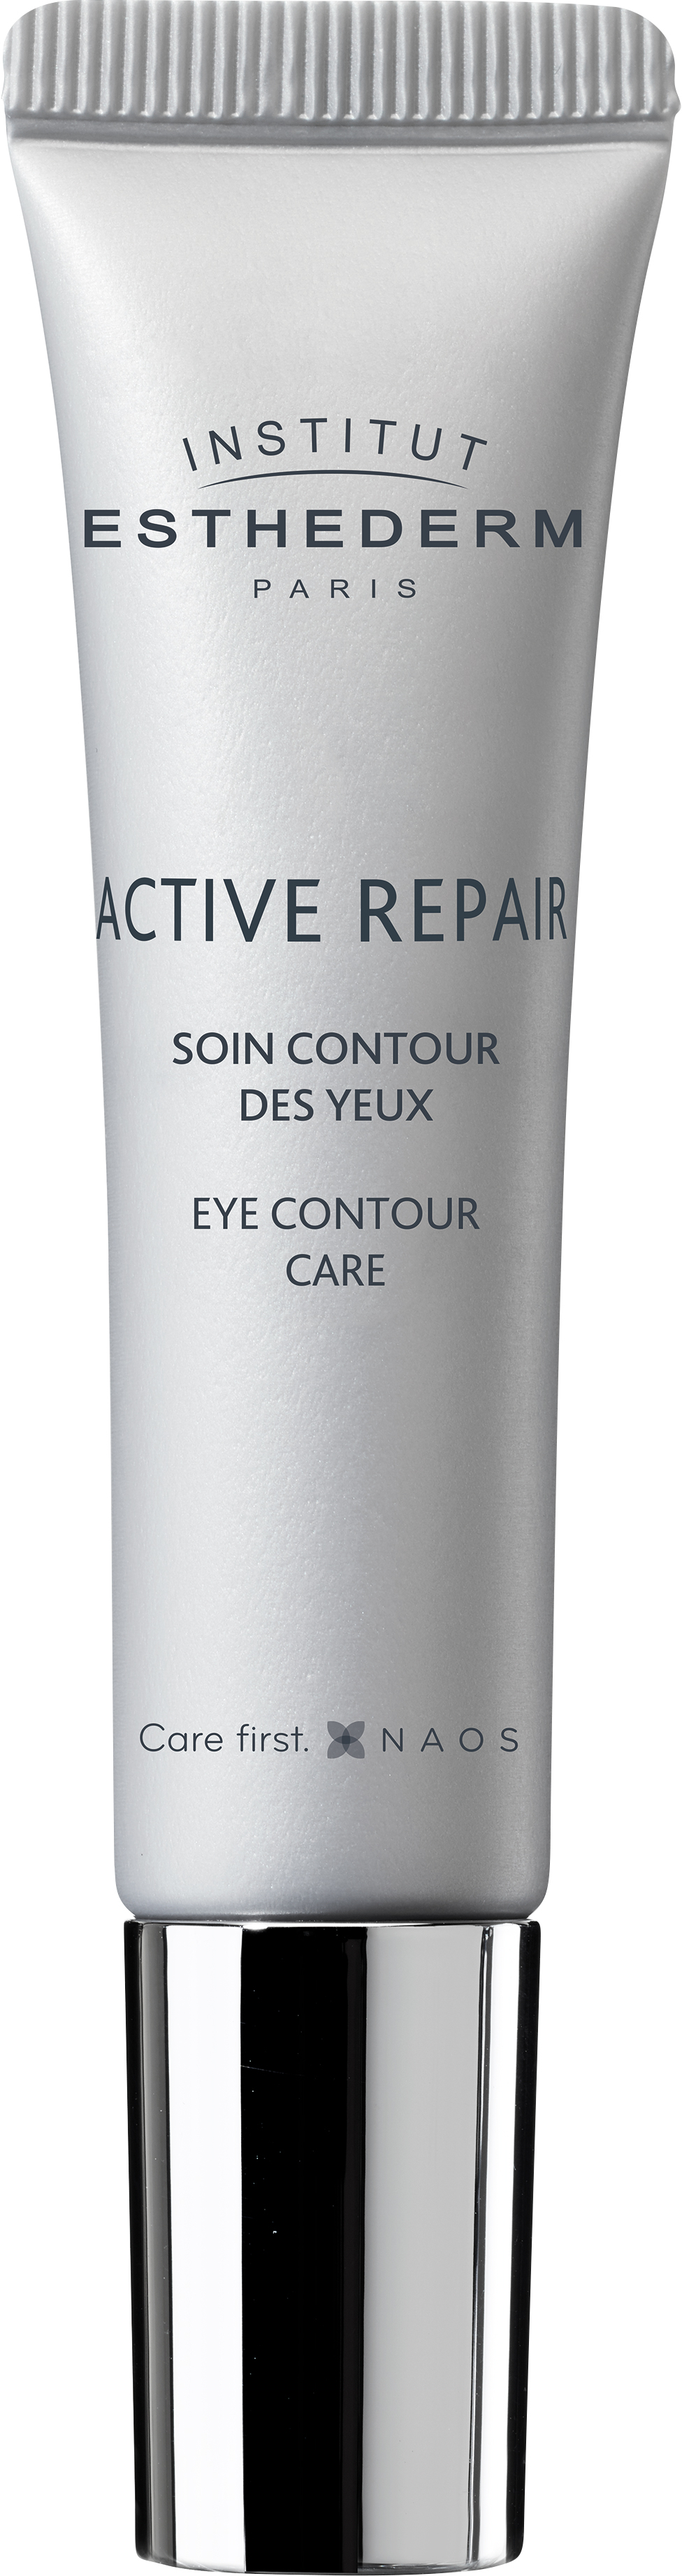 INSTITUT
ESTHEDERM
PARIS
ACTIVE REPAIR
SOIN CONTOUR
DES YEUX
EYE CONTOUR
CARE
Care first. NAOS